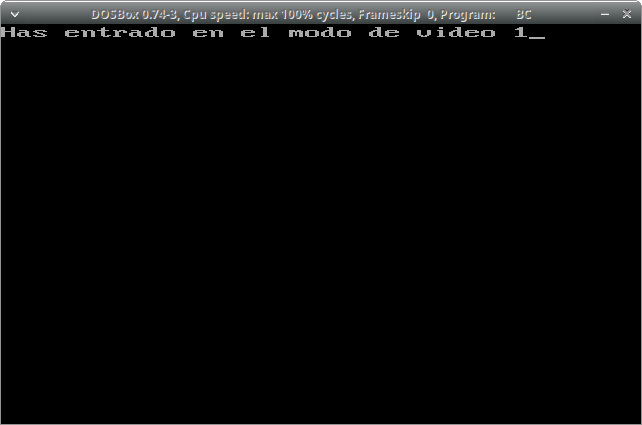 DOSBox 0.74-3, Cpu speed: max 100% cycles, Frameskip 0, Program: BC
Has entrado en el modo de video 1_